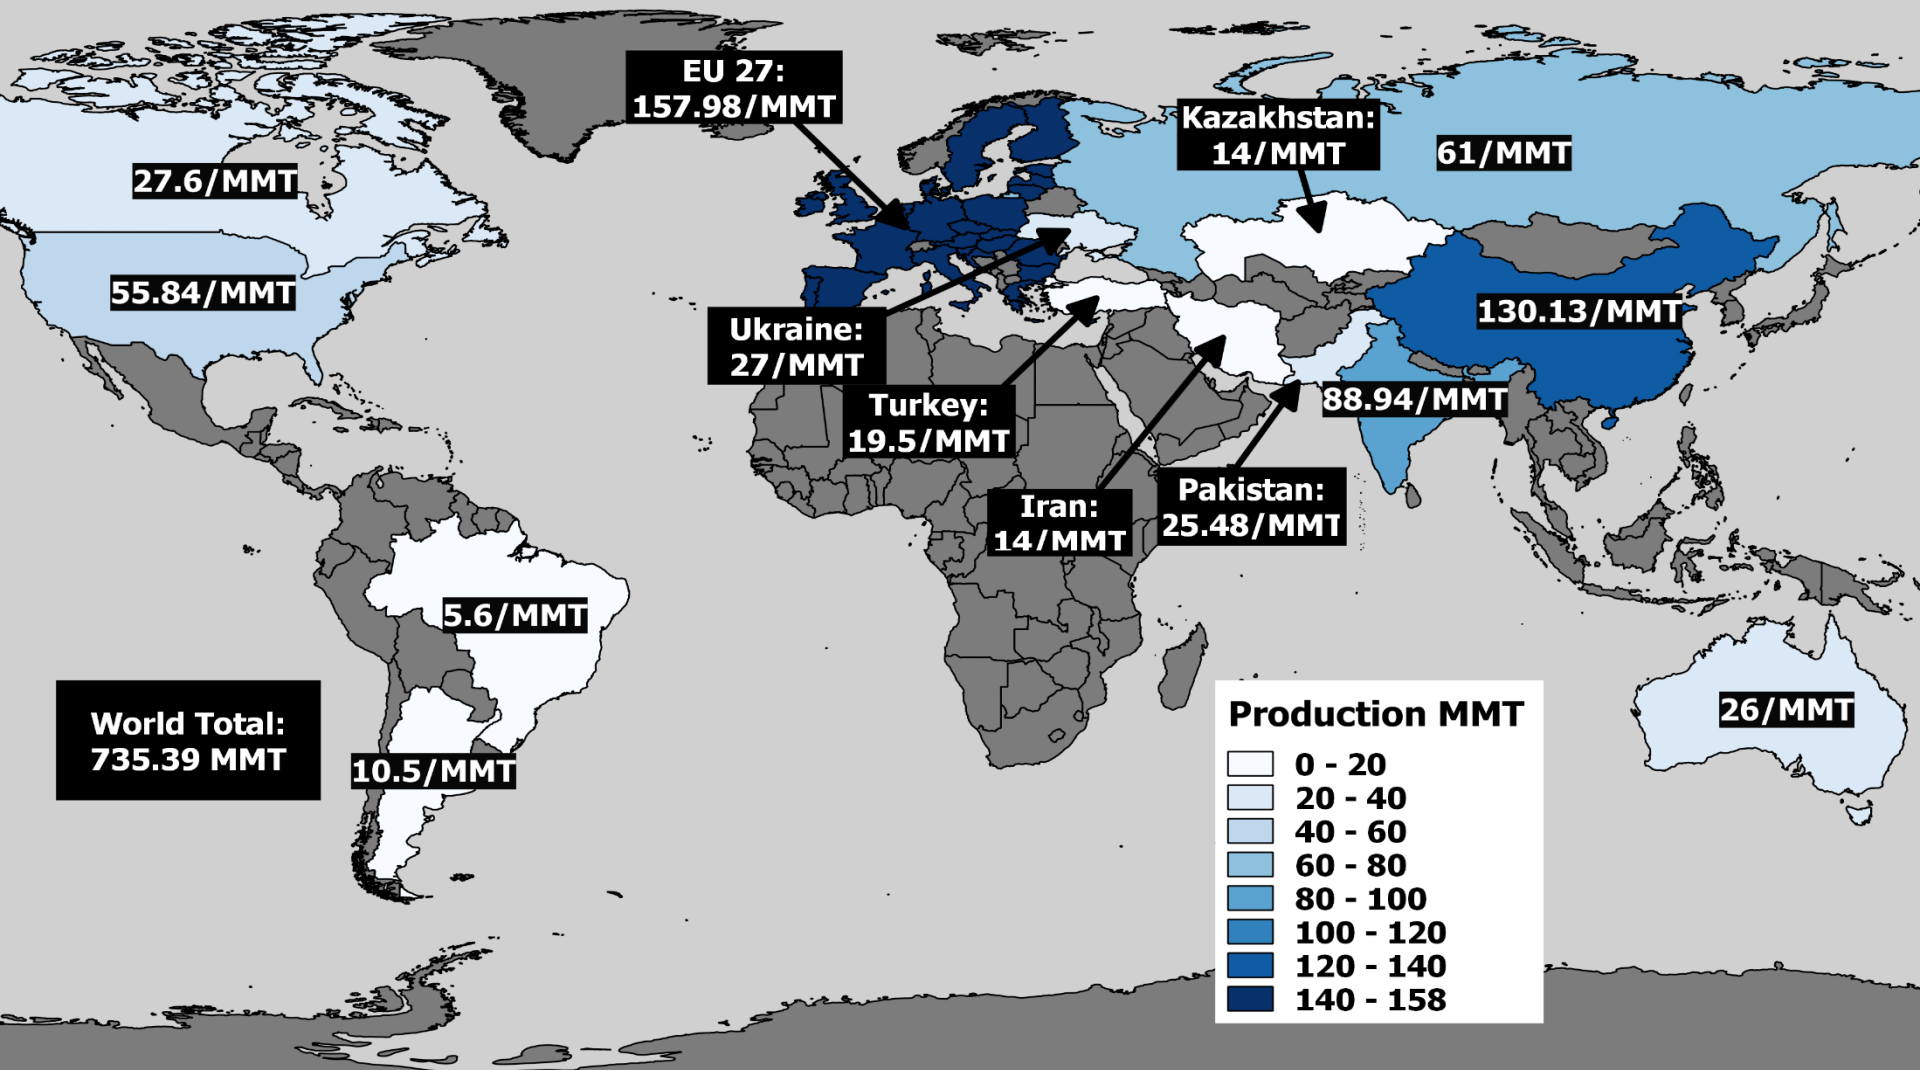 EU 27:
157.98/MMT
Kazakhstan:
14/MMT
61/MMT
27.6/MMT
55.84/MMT
130.13/MMT
Ukraine:
27/MMT
Turkey:
19.5/MMT
88.94/MMT
Iran:
14/MMT
Pakistan:
25.48/MMT
5.6/MMT
World Total:
735.39 MMT
10.5/MMT
26/MMT
Production MMT
0 - 20
20 - 40
40 - 60
60 - 80
80 - 100
100 - 120
120 - 140
140 - 158